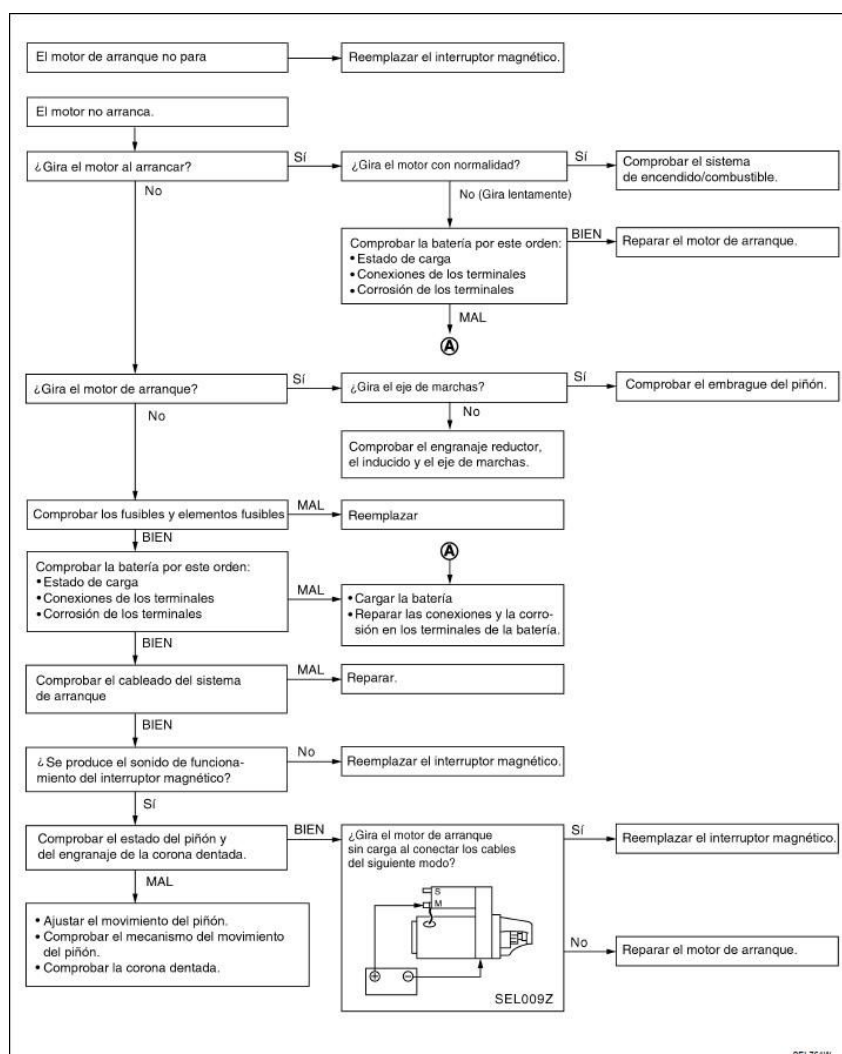 El motor de arranque no para
Reemplazar el interruptor magnético.
El motor no arranca.
¿Gira el motor al arrancar?
Sí
¿Gira el motor con normalidad?
Sí
Comprobar el sistema
de encendido/combustible.
No
No (Gira lentamente)
Comprobar la batería por este orden:
• Estado de carga
• Conexiones de los terminales
• Corrosión de los terminales
BIEN
Reparar el motor de arranque.
MAL
A
¿Gira el motor de arranque?
Sí
¿Gira el eje de marchas?
Sí
Comprobar el embrague del piñón.
No
No
Comprobar el engranaje reductor,
el inducido y el eje de marchas.
Comprobar los fusibles y elementos fusibles
MAL
Reemplazar
BIEN
A
Comprobar la batería por este orden:
• Estado de carga
• Conexiones de los terminales
• Corrosión de los terminales
MAL
• Cargar la batería
• Reparar las conexiones y la corro-
sión en los terminales de la batería.
BIEN
Comprobar el cableado del sistema
de arranque
MAL
Reparar.
BIEN
¿Se produce el sonido de funciona-
miento del interruptor magnético?
No
Reemplazar el interruptor magnético.
Sí
Comprobar el estado del piñón y
del engranaje de la corona dentada.
BIEN
¿Gira el motor de arranque
sin carga al conectar los cables
del siguiente modo?
Sí
Reemplazar el interruptor magnético.
MAL
S
M
• Ajustar el movimiento del piñón.
• Comprobar el mecanismo del movimiento
del piñón.
• Comprobar la corona dentada.
No
Reparar el motor de arranque.
SEL009Z